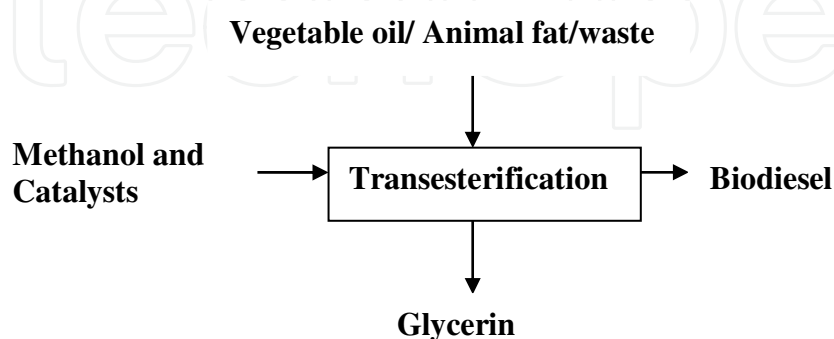 Vegetable oil/ Animal fat/waste
Methanol and
Catalysts
Transesterification
Biodiesel
Glycerin